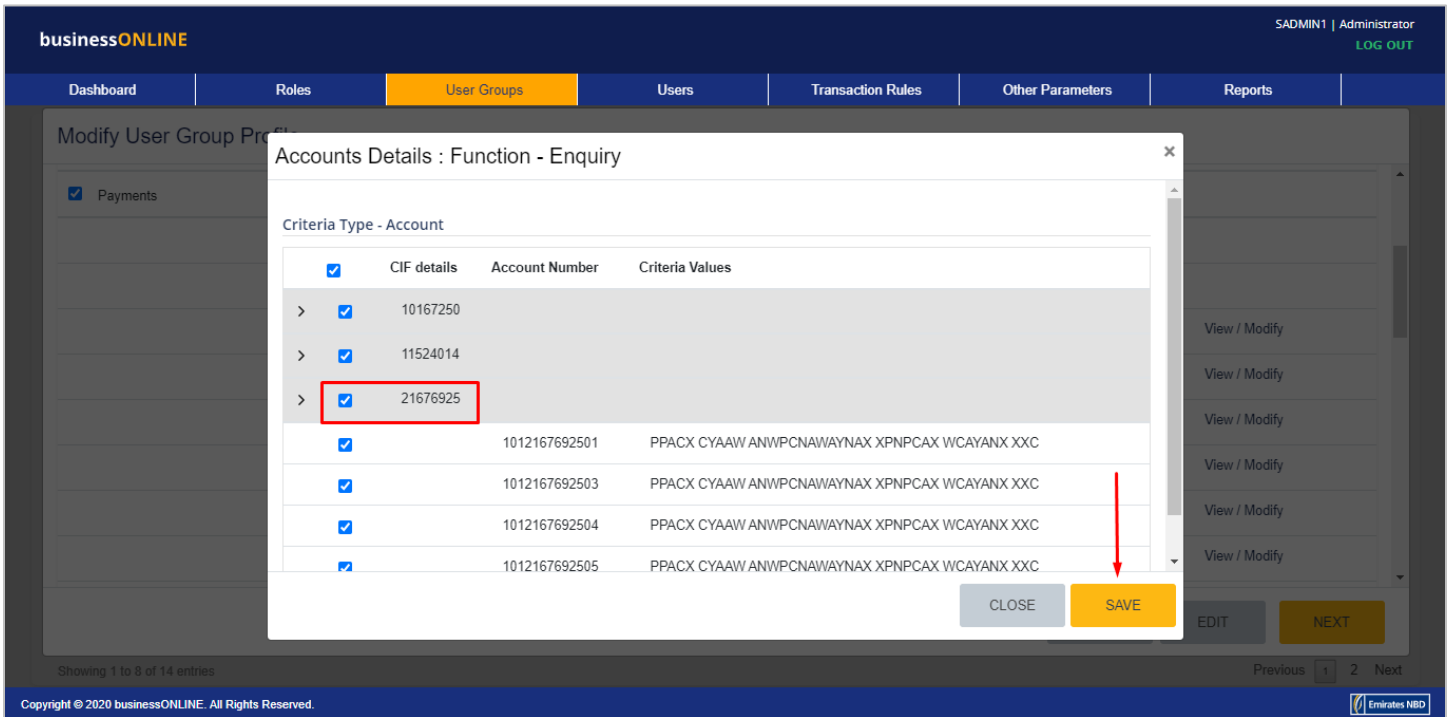 SADMIN1 | Administrator
businessONLINE
LOG OUT
Dashboard Roles User Groups Users Transaction Rules Other Parameters Reports
Modify User Group
Accounts Details : Function - Enquiry ×
Payments
Criteria Type - Account
CIF details Account Number Criteria Values
10167250
View / Modify
11524014
View / Modify
21676925
View / Modify
1012167692501 PPACX CYAAW ANWPCNAWAYNAX XPNPCAX WCAYANX XXC
View / Modify
1012167692503 PPACX CYAAW ANWPCNAWAYNAX XPNPCAX WCAYANX XXC
View / Modify
1012167692504 PPACX CYAAW ANWPCNAWAYNAX XPNPCAX WCAYANX XXC
View / Modify
1012167692505 PPACX CYAAW ANWPCNAWAYNAX XPNPCAX WCAYANX XXC
CLOSE SAVE
EDIT NEXT
Showing 1 to 8 of 14 entries Previous 1 2 Next
Copyright © 2020 businessONLINE. All Rights Reserved. Emirates NBD